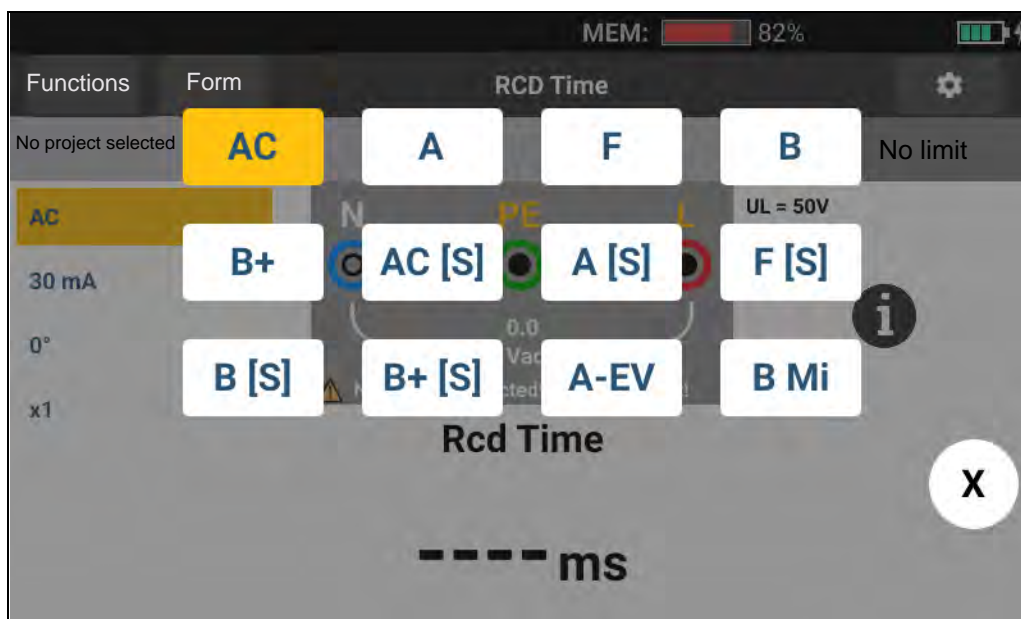 MEM: 82%
Functions Form RCD Time
No project selected AC A F B No limit
AC N PE L UL = 50V
B+ AC [S] A [S] F [S]
30 mA
i
0° 0.0
Vac
B [S] B+ [S] A-EV B Mi
x1
Rcd Time
X
---- ms